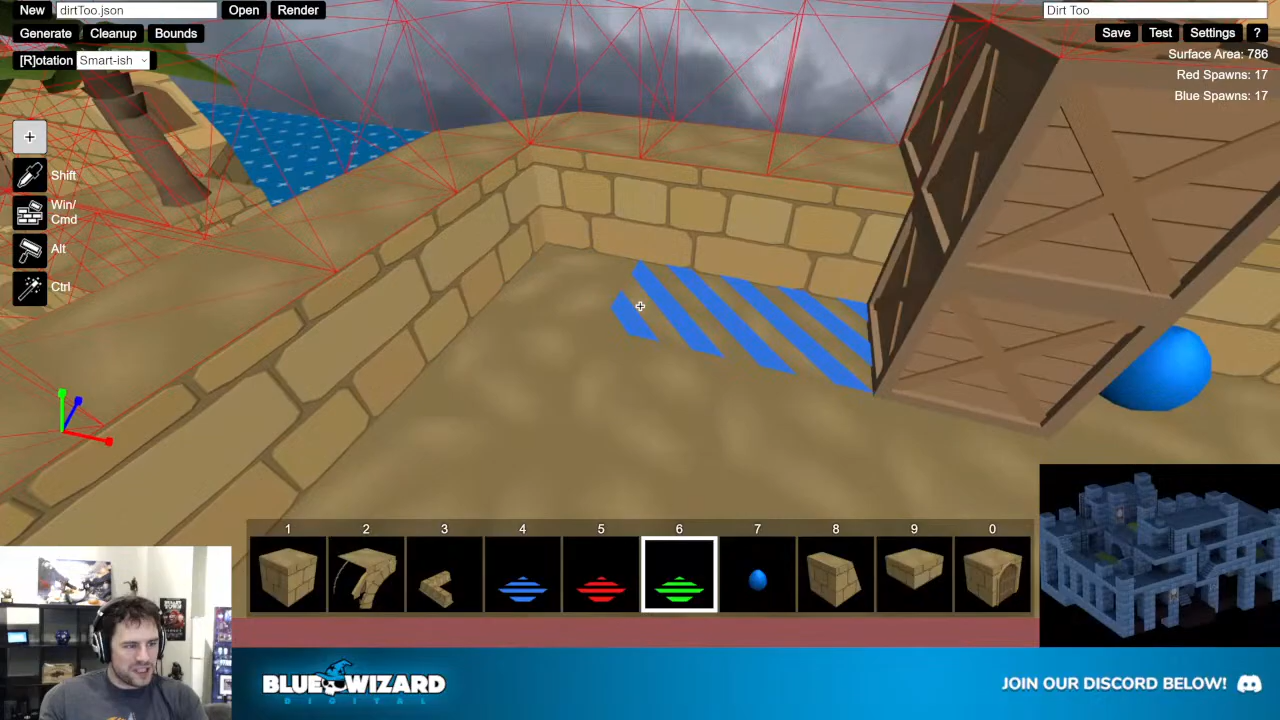 New dirtToo.json Open Render
Dirt Too
Generate Cleanup Bounds
Save Test Settings ?
[R]otation Smart-ish
Surface Area: 786
Red Spawns: 17
Blue Spawns: 17
+
Shift
Win/
Cmd
Alt
Ctrl
1 2 3 4 5 6 7 8 9 0
BLUE WIZARD
DIGITAL
JOIN OUR DISCORD BELOW!